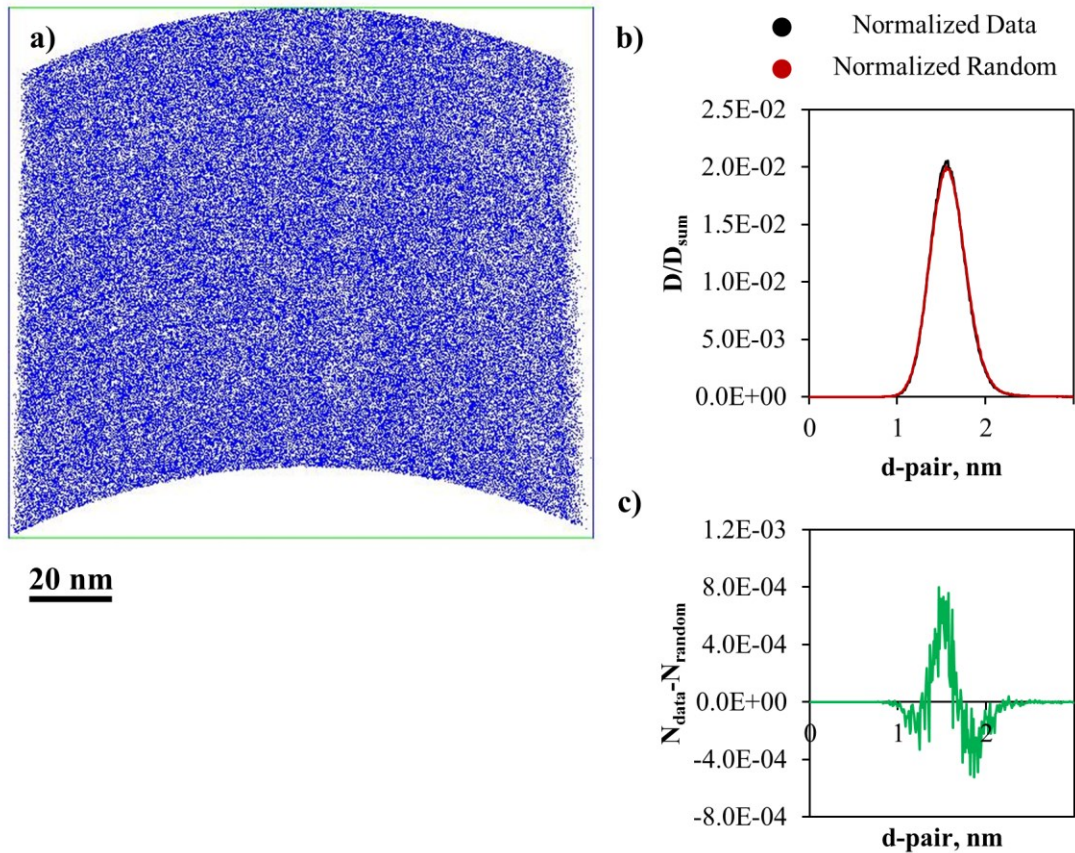 a)
20 nm
b)
Normalized Data
Normalized Random
2.5E-02
2.0E-02
1.5E-02
1.0E-02
5.0E-03
0.0E+00
D/Dsum
0 1 2
d-pair, nm
c)
1.2E-03
8.0E-04
4.0E-04
0.0E+00
-4.0E-04
-8.0E-04
Ndata-Nrandom
0 1 2
d-pair, nm